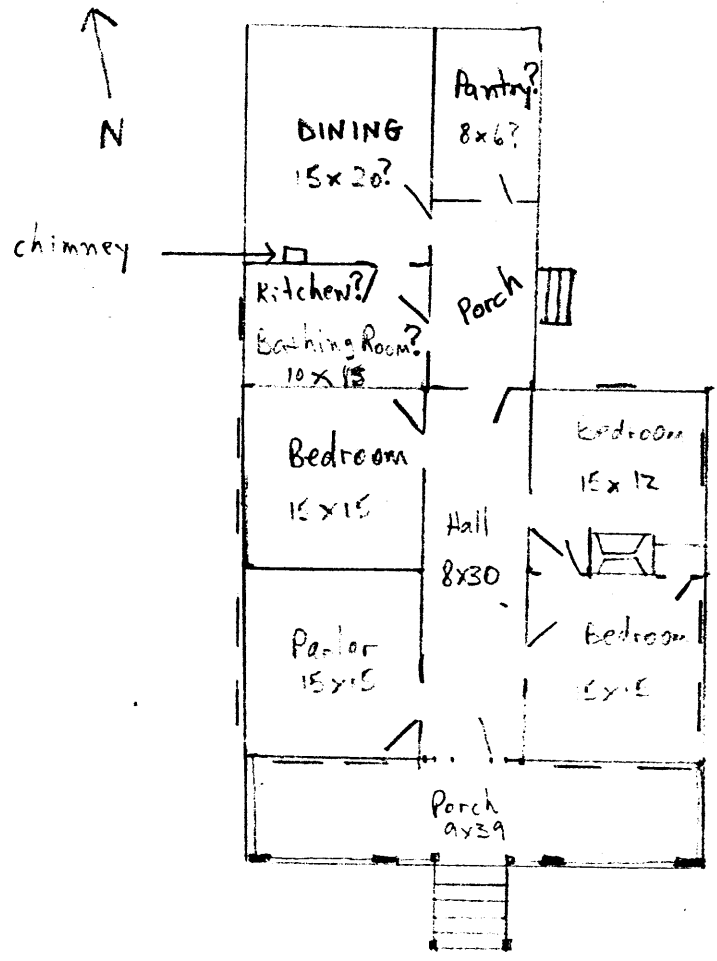 N
Pantry?
8x6?
DINING
15x20?
chimney
Kitchen?
Porch
Bathing Room?
10x15
Bedroom
15x15
Bedroom
15x12
Hall
8x30
Parlor
15x15
Bedroom
15x15
Porch
9x39